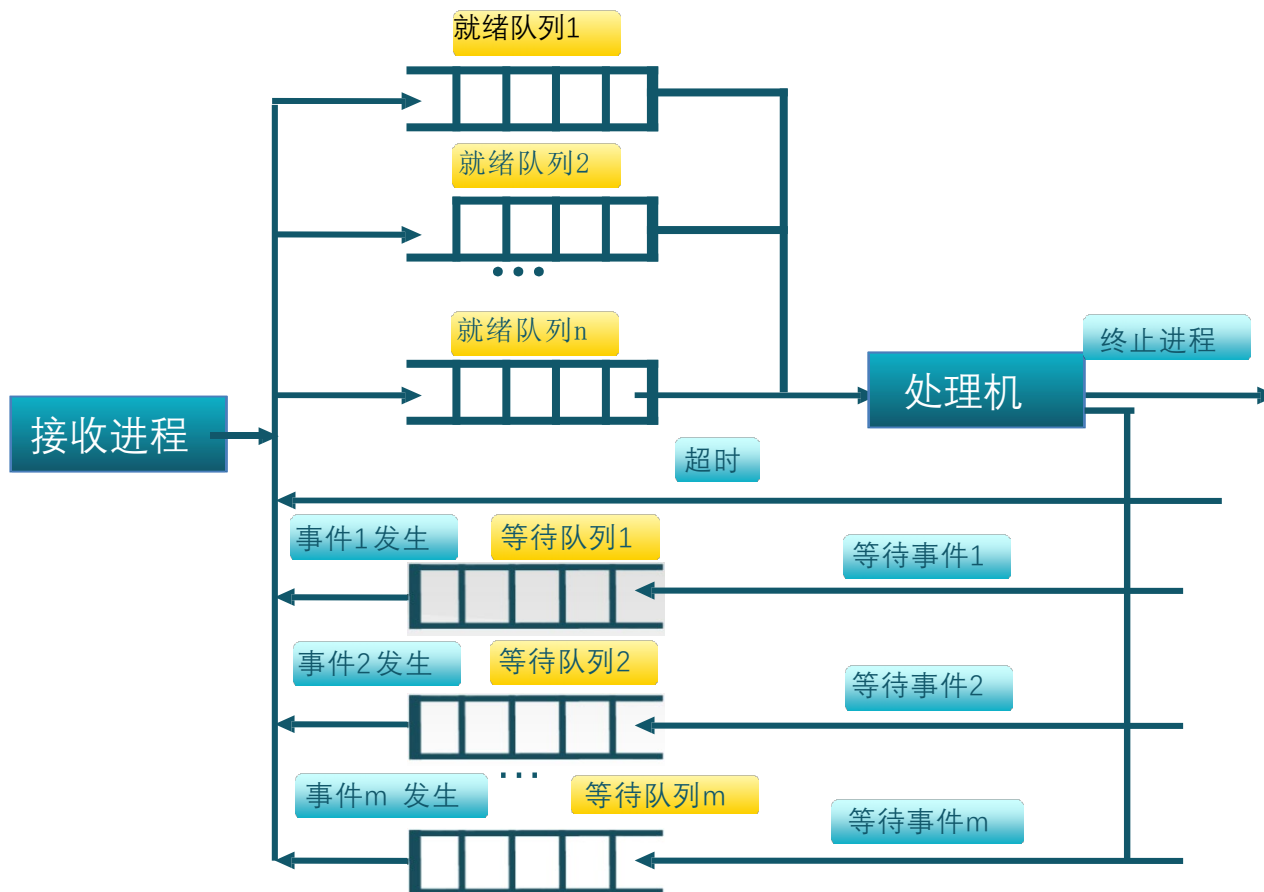 就绪队列1
就绪队列2
•••
就绪队列n
终止进程
处理机
接收进程
超时
事件1发生
等待队列1
等待事件1
事件2发生
等待队列2
等待事件2
...
事件m 发生
等待队列m
等待事件m